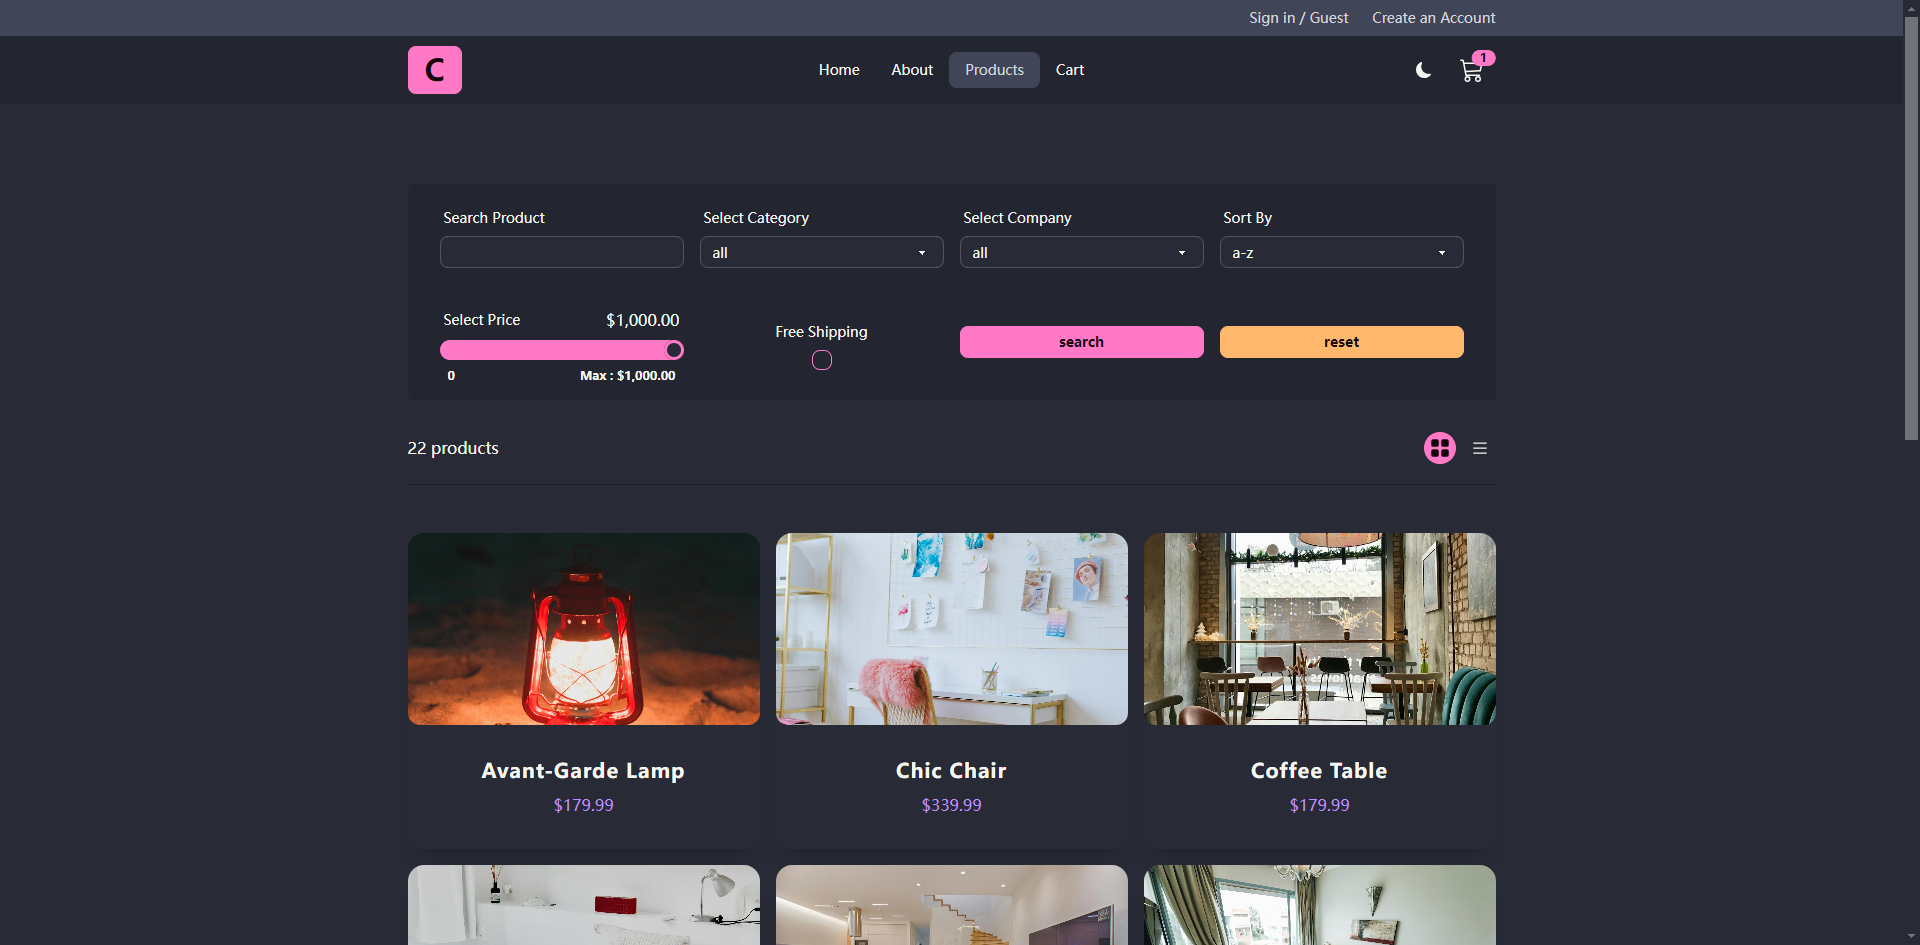 Sign in / Guest Create an Account
C Home About Products Cart 1
Search Product Select Category Select Company Sort By
all all a-z
Select Price $1,000.00 Free Shipping search reset
0 Max : $1,000.00
22 products
Avant-Garde Lamp Chic Chair Coffee Table
$179.99 $339.99 $179.99